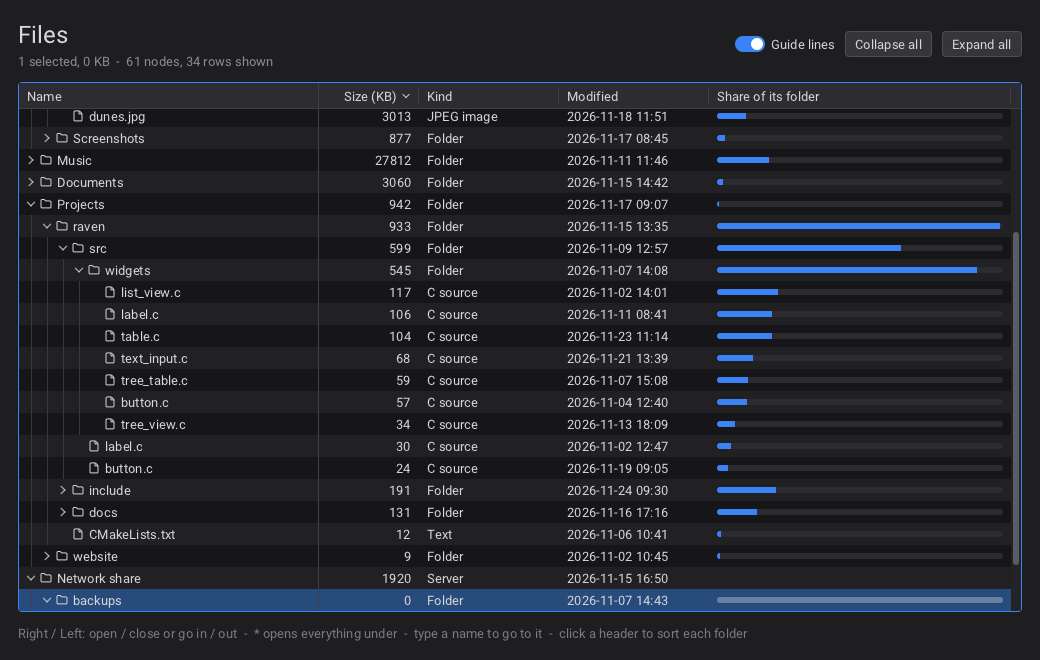 Files
1 selected, 0 KB - 61 nodes, 34 rows shown
Guide lines
Collapse all
Expand all
Name Size (KB) Kind Modified Share of its folder
dunes.jpg 3013 JPEG image 2026-11-18 11:51
Screenshots 877 Folder 2026-11-17 08:45
Music 27812 Folder 2026-11-11 11:46
Documents 3060 Folder 2026-11-15 14:42
Projects 942 Folder 2026-11-17 09:07
raven 933 Folder 2026-11-15 13:35
src 599 Folder 2026-11-09 12:57
widgets 545 Folder 2026-11-07 14:08
list_view.c 117 C source 2026-11-02 14:01
label.c 106 C source 2026-11-11 08:41
table.c 104 C source 2026-11-23 11:14
text_input.c 68 C source 2026-11-21 13:39
tree_table.c 59 C source 2026-11-07 15:08
button.c 57 C source 2026-11-04 12:40
tree_view.c 34 C source 2026-11-13 18:09
label.c 30 C source 2026-11-02 12:47
button.c 24 C source 2026-11-19 09:05
include 191 Folder 2026-11-24 09:30
docs 131 Folder 2026-11-16 17:16
CMakeLists.txt 12 Text 2026-11-06 10:41
website 9 Folder 2026-11-02 10:45
Network share 1920 Server 2026-11-15 16:50
backups 0 Folder 2026-11-07 14:43
Right / Left: open / close or go in / out - * opens everything under - type a name to go to it - click a header to sort each folder